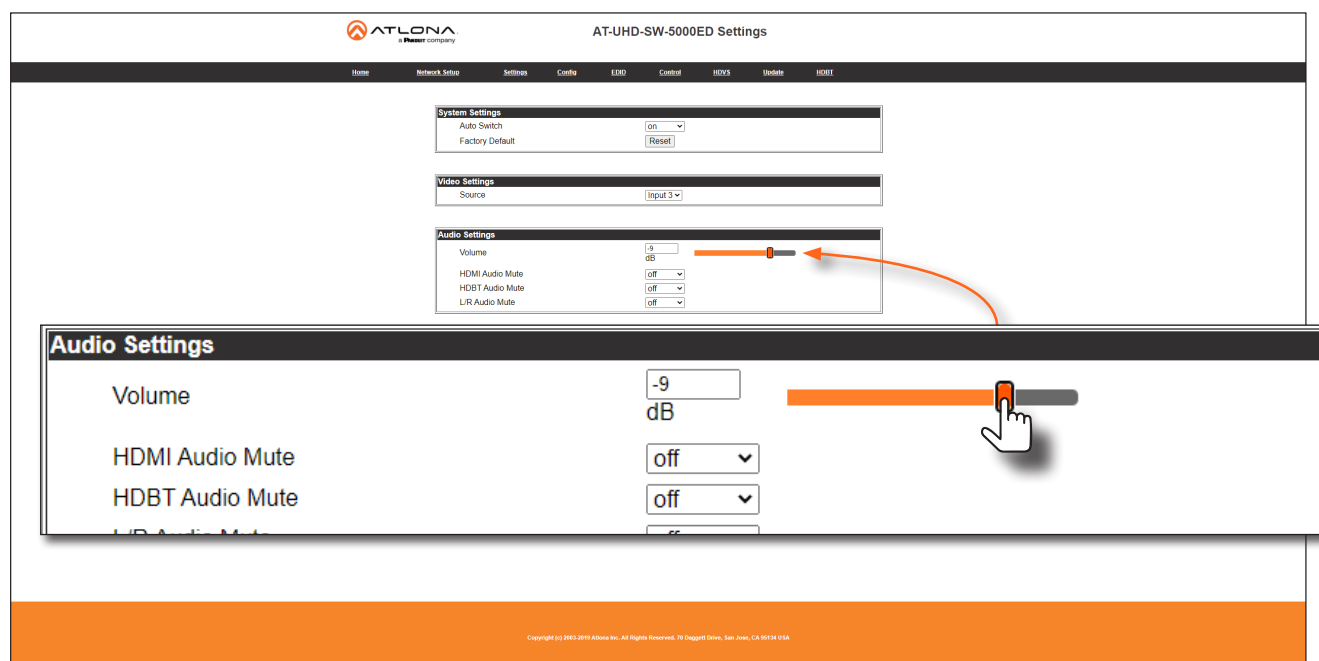 ATLONA
a PANDUIT company
AT-UHD-SW-5000ED Settings
Home Network Setup Settings Config EDID Control HDVS Update HDBT
System Settings
Auto Switch on
Factory Default Reset
Video Settings
Source Input 3
Audio Settings
Volume -9
dB
HDMI Audio Mute off
HDBT Audio Mute off
L/R Audio Mute off
Audio Settings
Volume -9
dB
HDMI Audio Mute off
HDBT Audio Mute off
L/R Audio Mute off
Copyright (c) 2003-2019 Atlona Inc. All Rights Reserved. 70 Daggett Drive, San Jose, CA 95134 USA